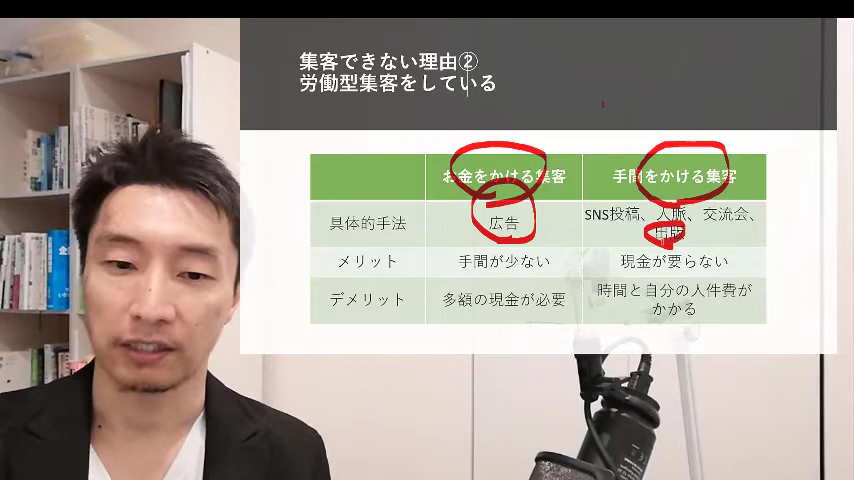 集客できない理由②
労働型集客をしている
お金をかける集客
手間をかける集客
具体的手法
広告
SNS投稿、人脈、交流会、
出版
メリット
手間が少ない
現金が要らない
デメリット
多額の現金が必要
時間と自分の人件費が
かかる